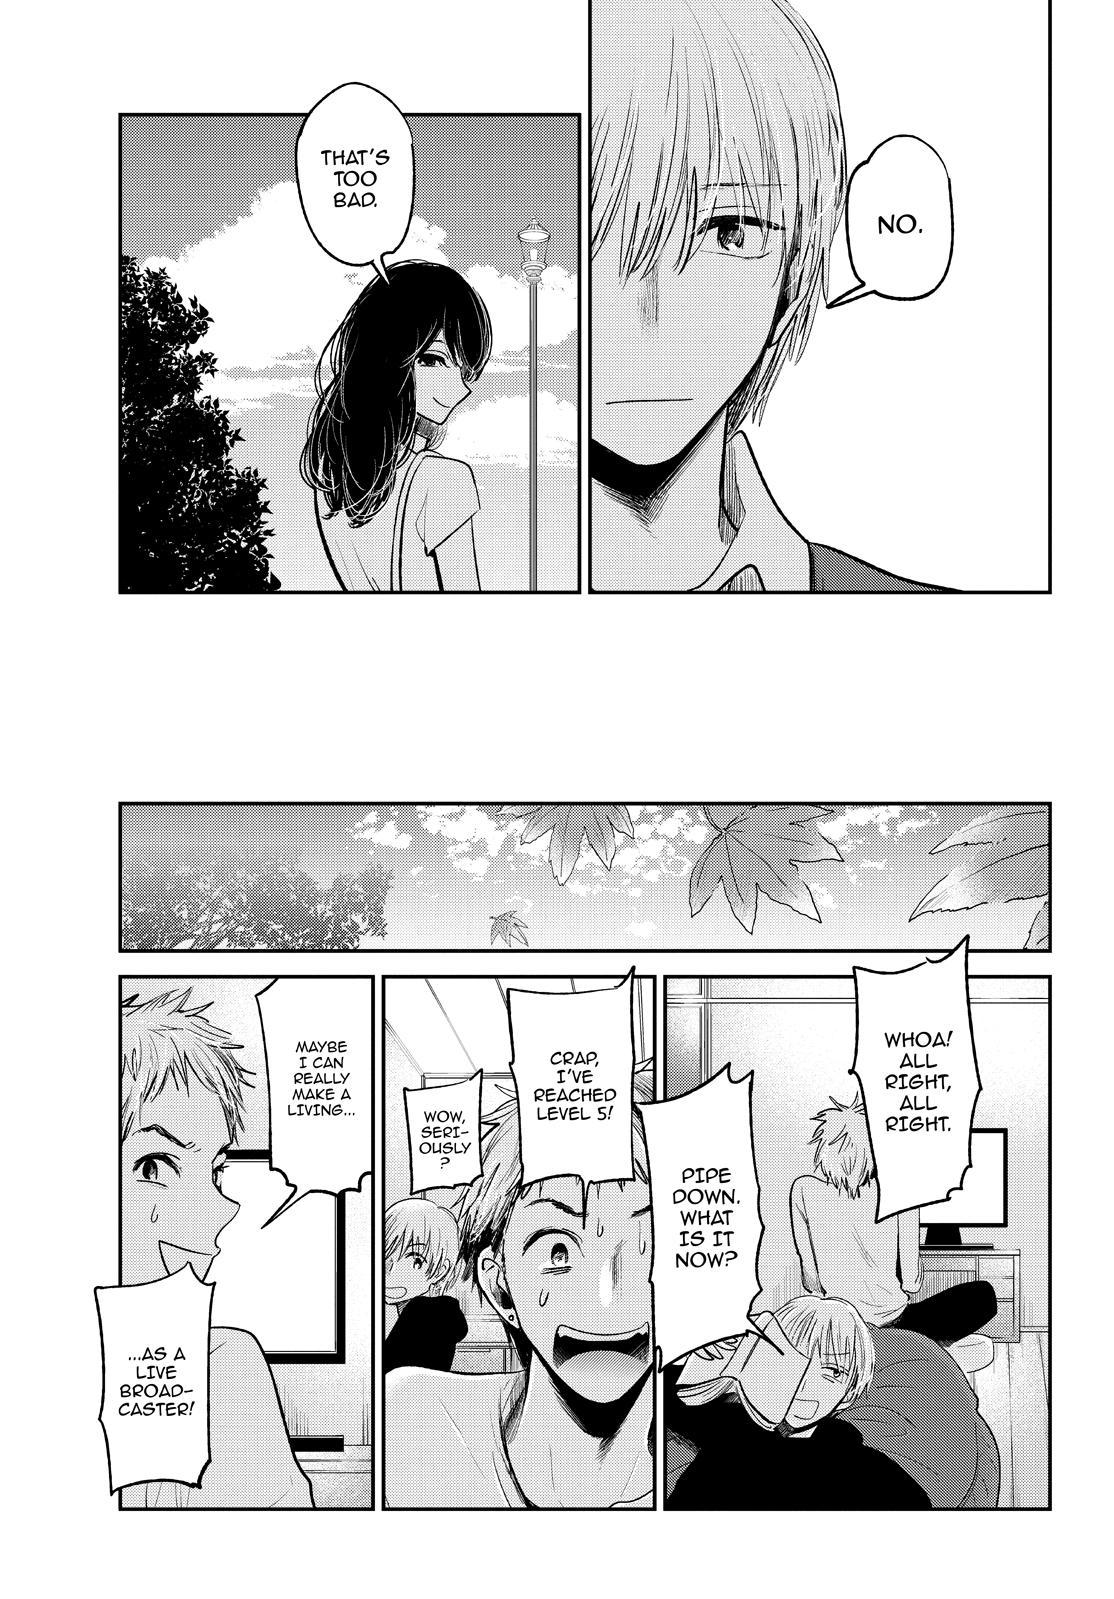 NO.
THAT'S
TOO
BAD.
WHOA!
ALL
RIGHT,
ALL
RIGHT.
PIPE
DOWN.
WHAT
IS IT
NOW?
CRAP,
I'VE
REACHED
LEVEL 5!
WOW,
SERI-
OUSLY
?
MAYBE
I CAN
REALLY
MAKE A
LIVING...
...AS A
LIVE
BROAD-
CASTER!